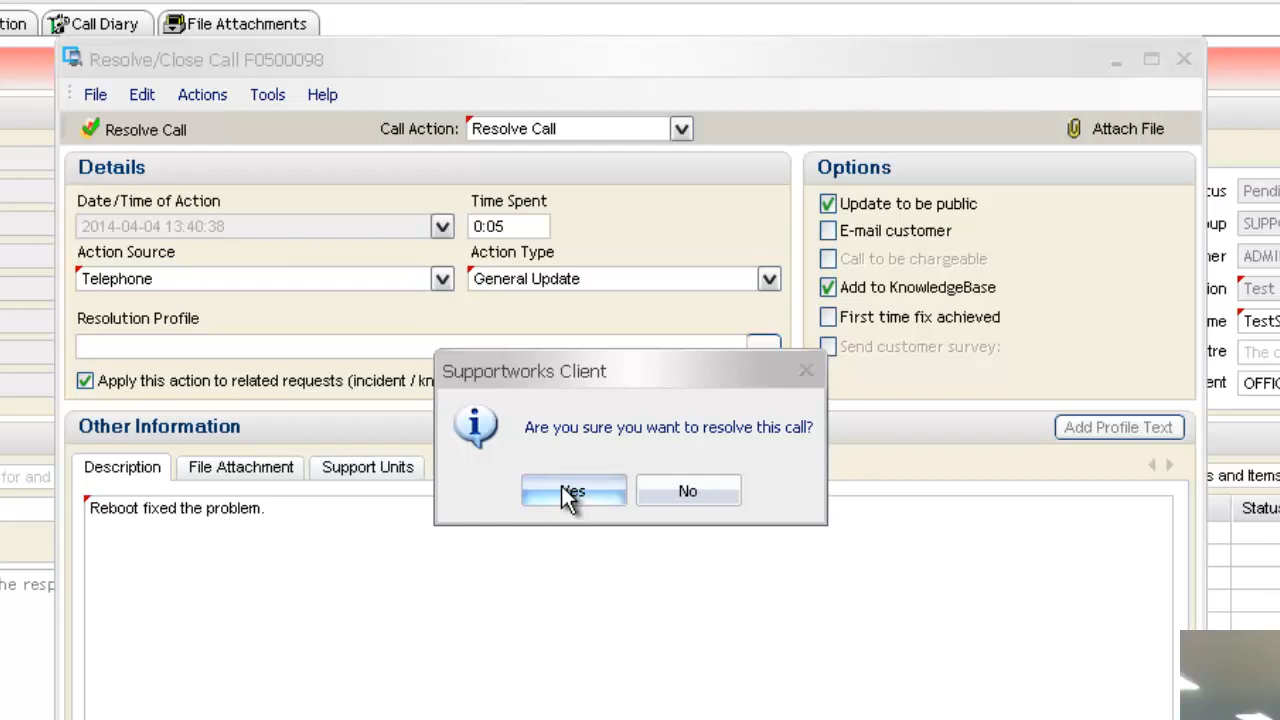 tion Call Diary File Attachments
Resolve/Close Call F0500098
File Edit Actions Tools Help
Resolve Call Call Action: Resolve Call Attach File
Details Options
Date/Time of Action Time Spent
2014-04-04 13:40:38 0:05
Action Source Action Type
Telephone General Update
Resolution Profile
Update to be public
E-mail customer
Call to be chargeable
Add to KnowledgeBase
First time fix achieved
Send customer survey:
Apply this action to related requests (incident / kn
Supportworks Client
Are you sure you want to resolve this call?
Yes No
Other Information Add Profile Text
Description File Attachment Support Units
Reboot fixed the problem.
for and
he resp
tus Pendi
up SUPP
er ADMI
ion Test
me TestS
tre The c
ent OFFIC
s and Items
Statu